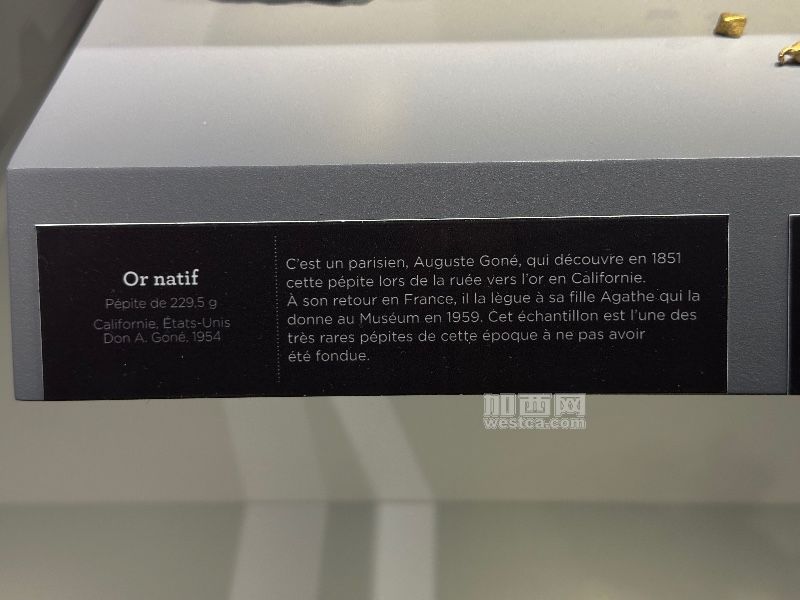 Or natif
Pépite de 229,5 g
Californie, États-Unis
Don A. Goné, 1954
C'est un parisien, Auguste Goné, qui découvre en 1851
cette pépite lors de la ruée vers l'or en Californie.
À son retour en France, il la lègue à sa fille Agathe qui la
donne au Muséum en 1959. Cet échantillon est l'une des
très rares pépites de cette époque à ne pas avoir
été fondue.
加西网
westca.com